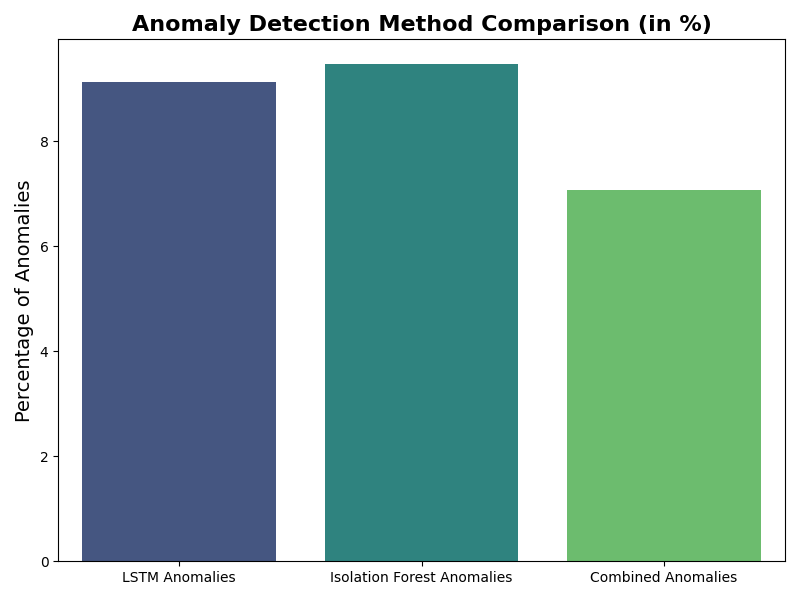 Anomaly Detection Method Comparison (in %)
Percentage of Anomalies
8
6
4
2
0
LSTM Anomalies
Isolation Forest Anomalies
Combined Anomalies